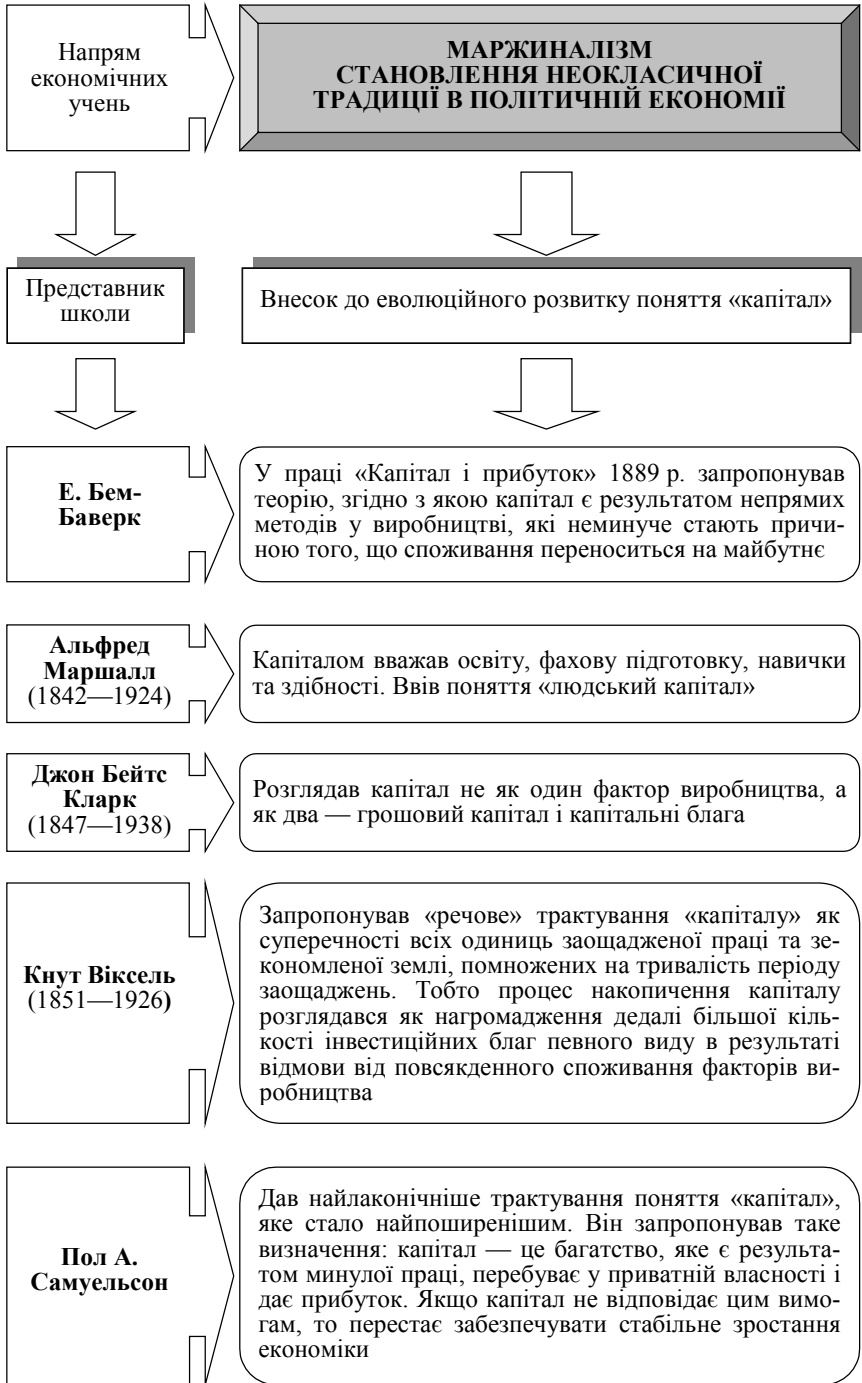 Напрям
економічних
учень
МАРЖИНАЛІЗМ
СТАНОВЛЕННЯ НЕОКЛАСИЧНОЇ
ТРАДИЦІЇ В ПОЛІТИЧНІЙ ЕКОНОМІЇ
Представник
школи
Внесок до еволюційного розвитку поняття «капітал»
Е. Бем-
Баверк
У праці «Капітал і прибуток» 1889 р. запропонував
теорію, згідно з якою капітал є результатом непрямих
методів у виробництві, які неминуче стають причи-
ною того, що споживання переноситься на майбутнє
Альфред
Маршалл
(1842—1924)
Капіталом вважав освіту, фахову підготовку, навички
та здібності. Ввів поняття «людський капітал»
Джон Бейтс
Кларк
(1847—1938)
Розглядав капітал не як один фактор виробництва, а
як два — грошовий капітал і капітальні блага
Кнут Віксель
(1851—1926)
Запропонував «речове» трактування «капіталу» як
суперечності всіх одиниць заощадженої праці та зе-
кономленої землі, помножених на тривалість періоду
заощаджень. Тобто процес накопичення капіталу
розглядався як нагромадження дедалі більшої кіль-
кості інвестиційних благ певного виду в результаті
відмови від повсякденного споживання факторів ви-
робництва
Пол А.
Самуельсон
Дав найлаконічніше трактування поняття «капітал»,
яке стало найпоширенішим. Він запропонував таке
визначення: капітал — це багатство, яке є результа-
том минулої праці, перебуває у приватній власності і
дає прибуток. Якщо капітал не відповідає цим вимо-
гам, то перестає забезпечувати стабільне зростання
економіки